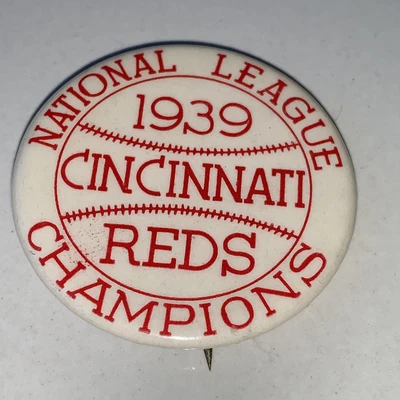 NATIONAL LEAGUE
1939
CINCINNATI
REDS
CHAMPIONS